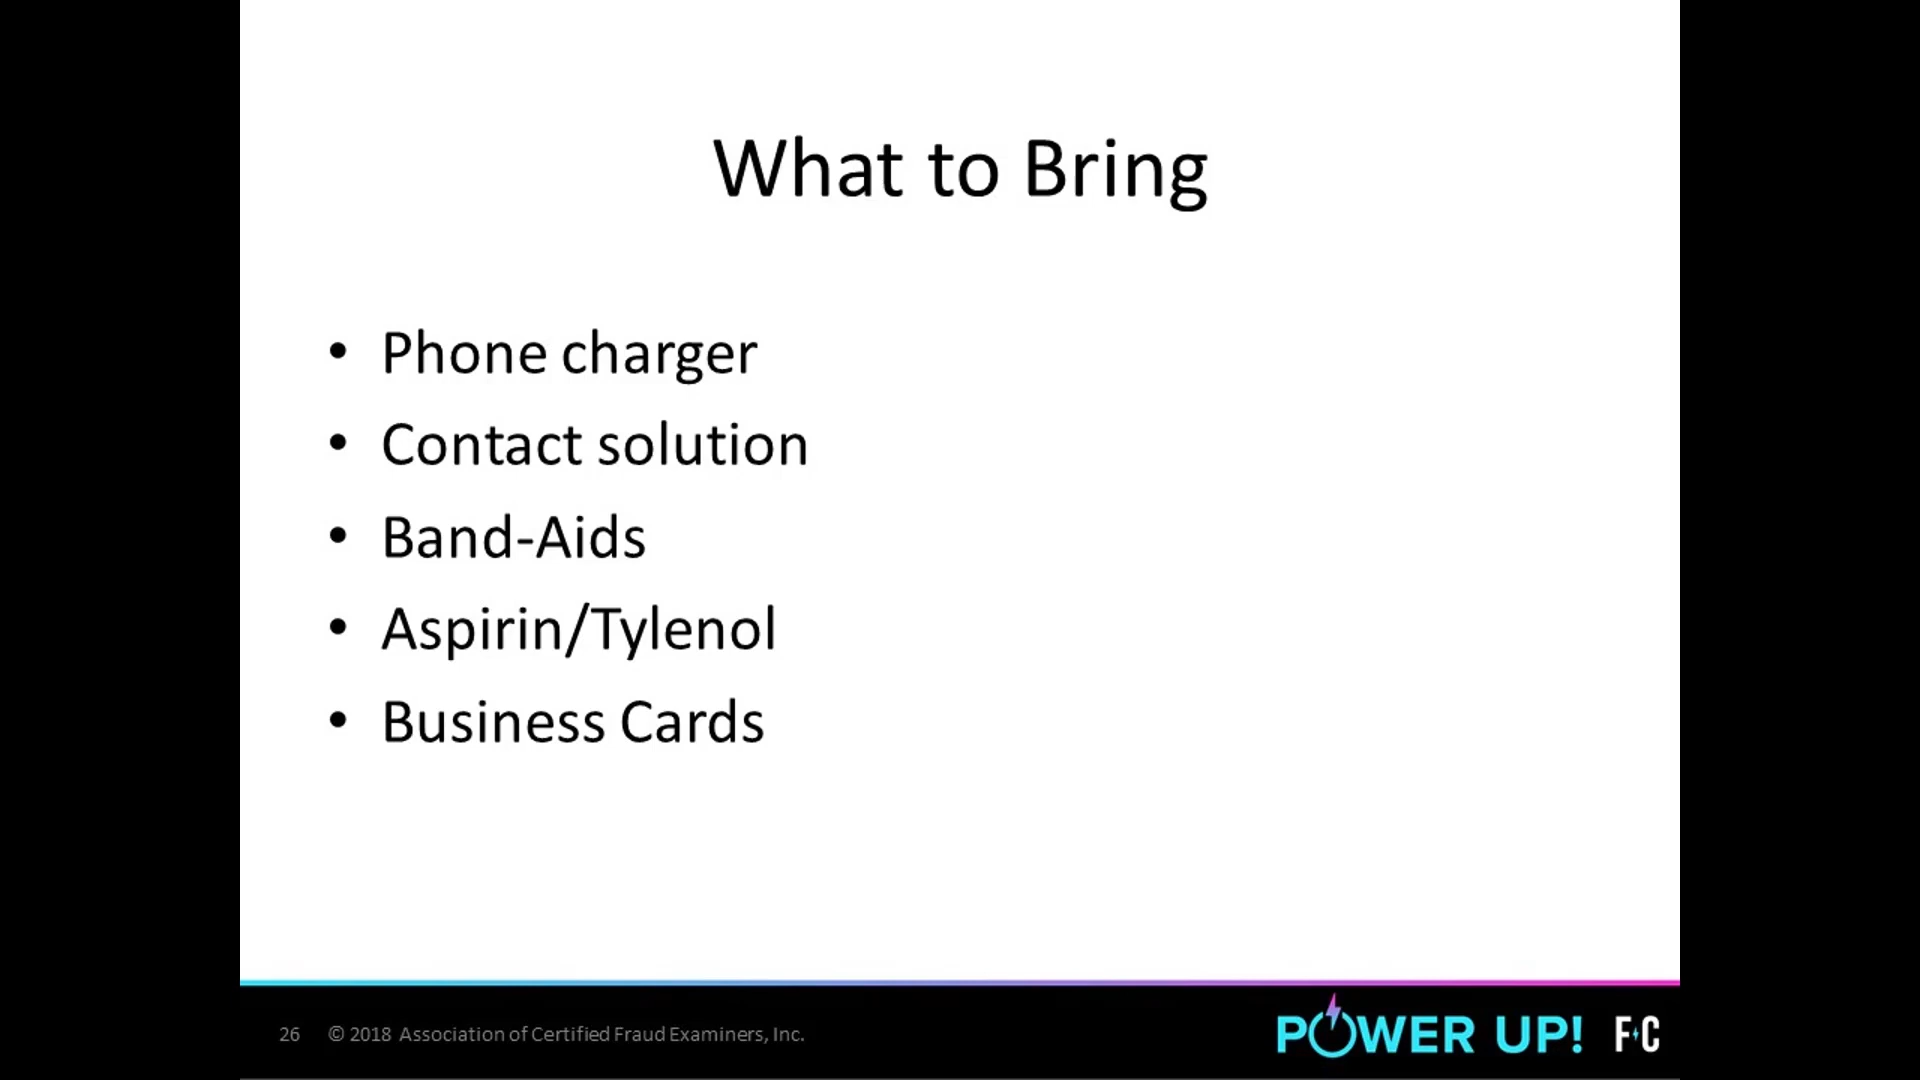 What to Bring
• Phone charger
• Contact solution
• Band-Aids
• Aspirin/Tylenol
• Business Cards
26 © 2018 Association of Certified Fraud Examiners, Inc.
POWER UP! F+C